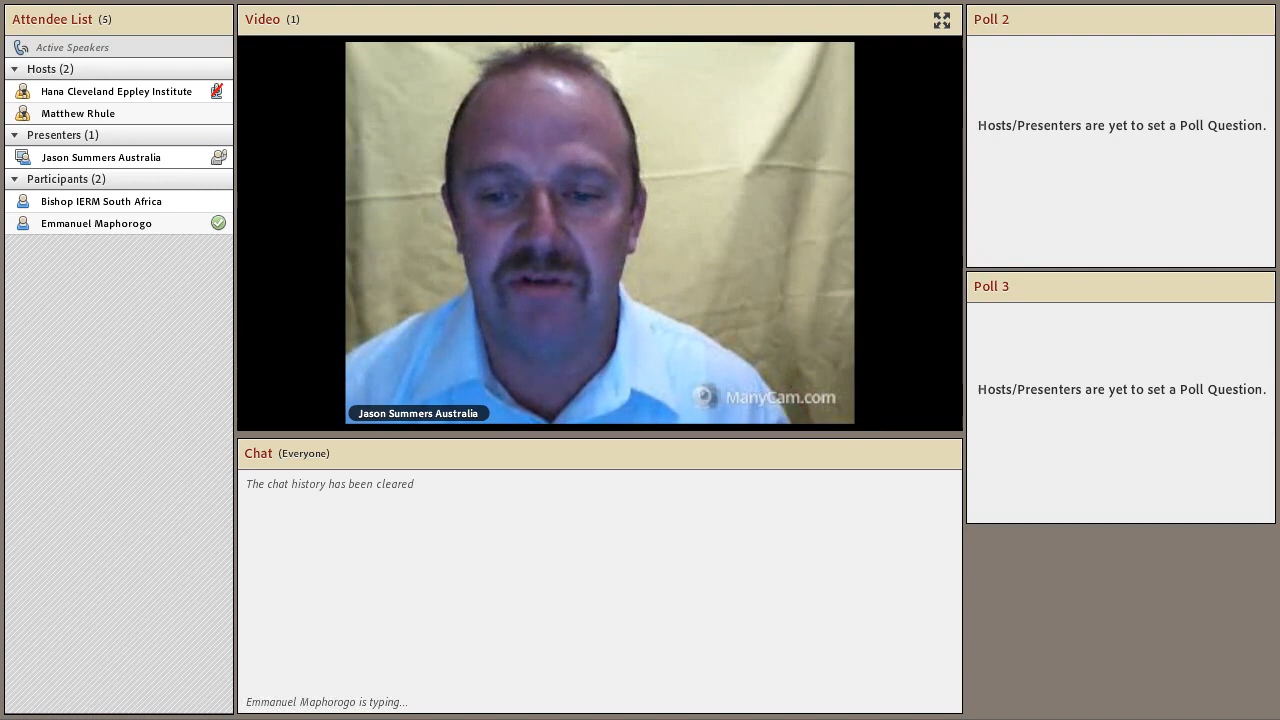 Attendee List (5)
Active Speakers
Hosts (2)
Hana Cleveland Eppley Institute
Matthew Rhule
Presenters (1)
Jason Summers Australia
Participants (2)
Bishop IERM South Africa
Emmanuel Maphorogo
Video (1)
ManyCam.com
Jason Summers Australia
Chat (Everyone)
The chat history has been cleared
Emmanuel Maphorogo is typing...
Poll 2
Hosts/Presenters are yet to set a Poll Question.
Poll 3
Hosts/Presenters are yet to set a Poll Question.